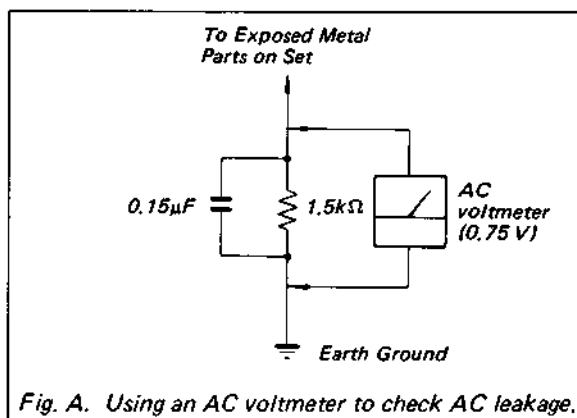 To Exposed Metal
Parts on Set
0.15µF
1.5kΩ
AC
voltmeter
(0.75 V)
Earth Ground
Fig. A. Using an AC voltmeter to check AC leakage.